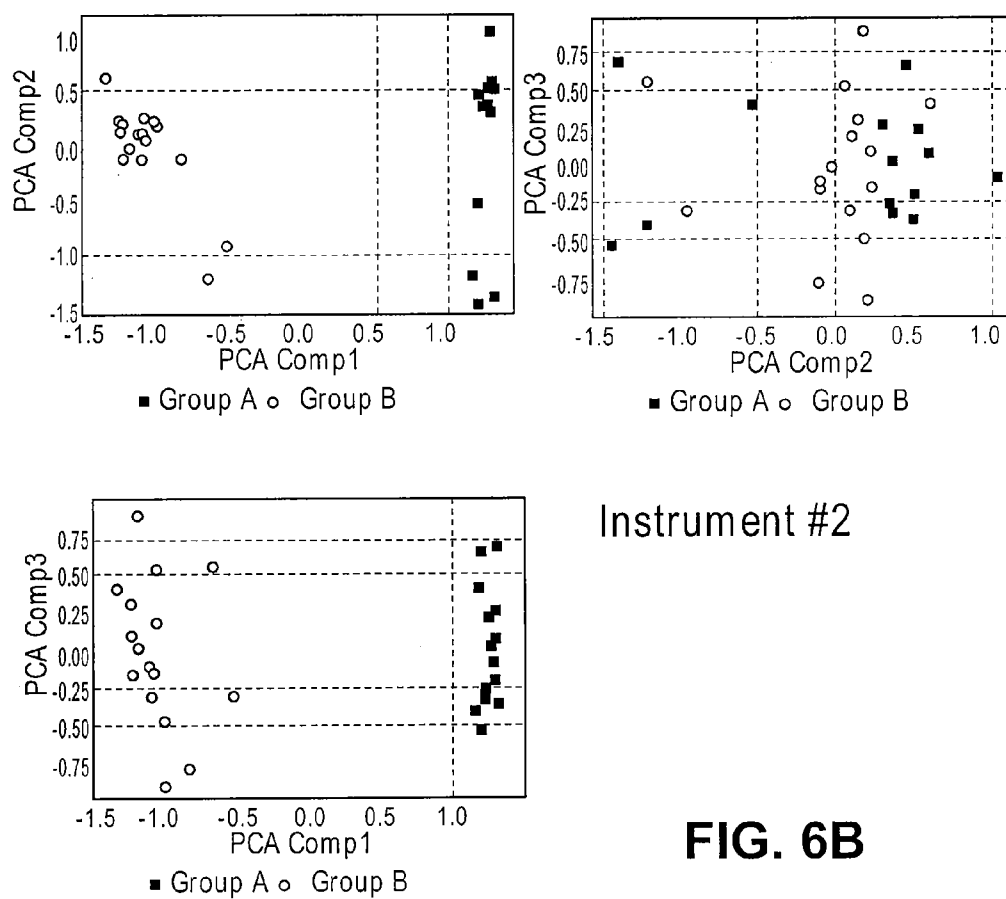 PCA Comp2
1.0
0.5
0.0
-0.5
-1.0
-1.5
-1.5 -1.0 -0.5 0.0 0.5 1.0
PCA Comp1
■ Group A ○ Group B
PCA Comp3
0.75
0.50
0.25
0.00
-0.25
-0.50
-0.75
-1.5 -1.0 -0.5 0.0 0.5 1.0
PCA Comp2
■ Group A ○ Group B
PCA Comp3
0.75
0.50
0.25
0.00
-0.25
-0.50
-0.75
-1.5 -1.0 -0.5 0.0 0.5 1.0
PCA Comp1
■ Group A ○ Group B
Instrument #2
FIG. 6B